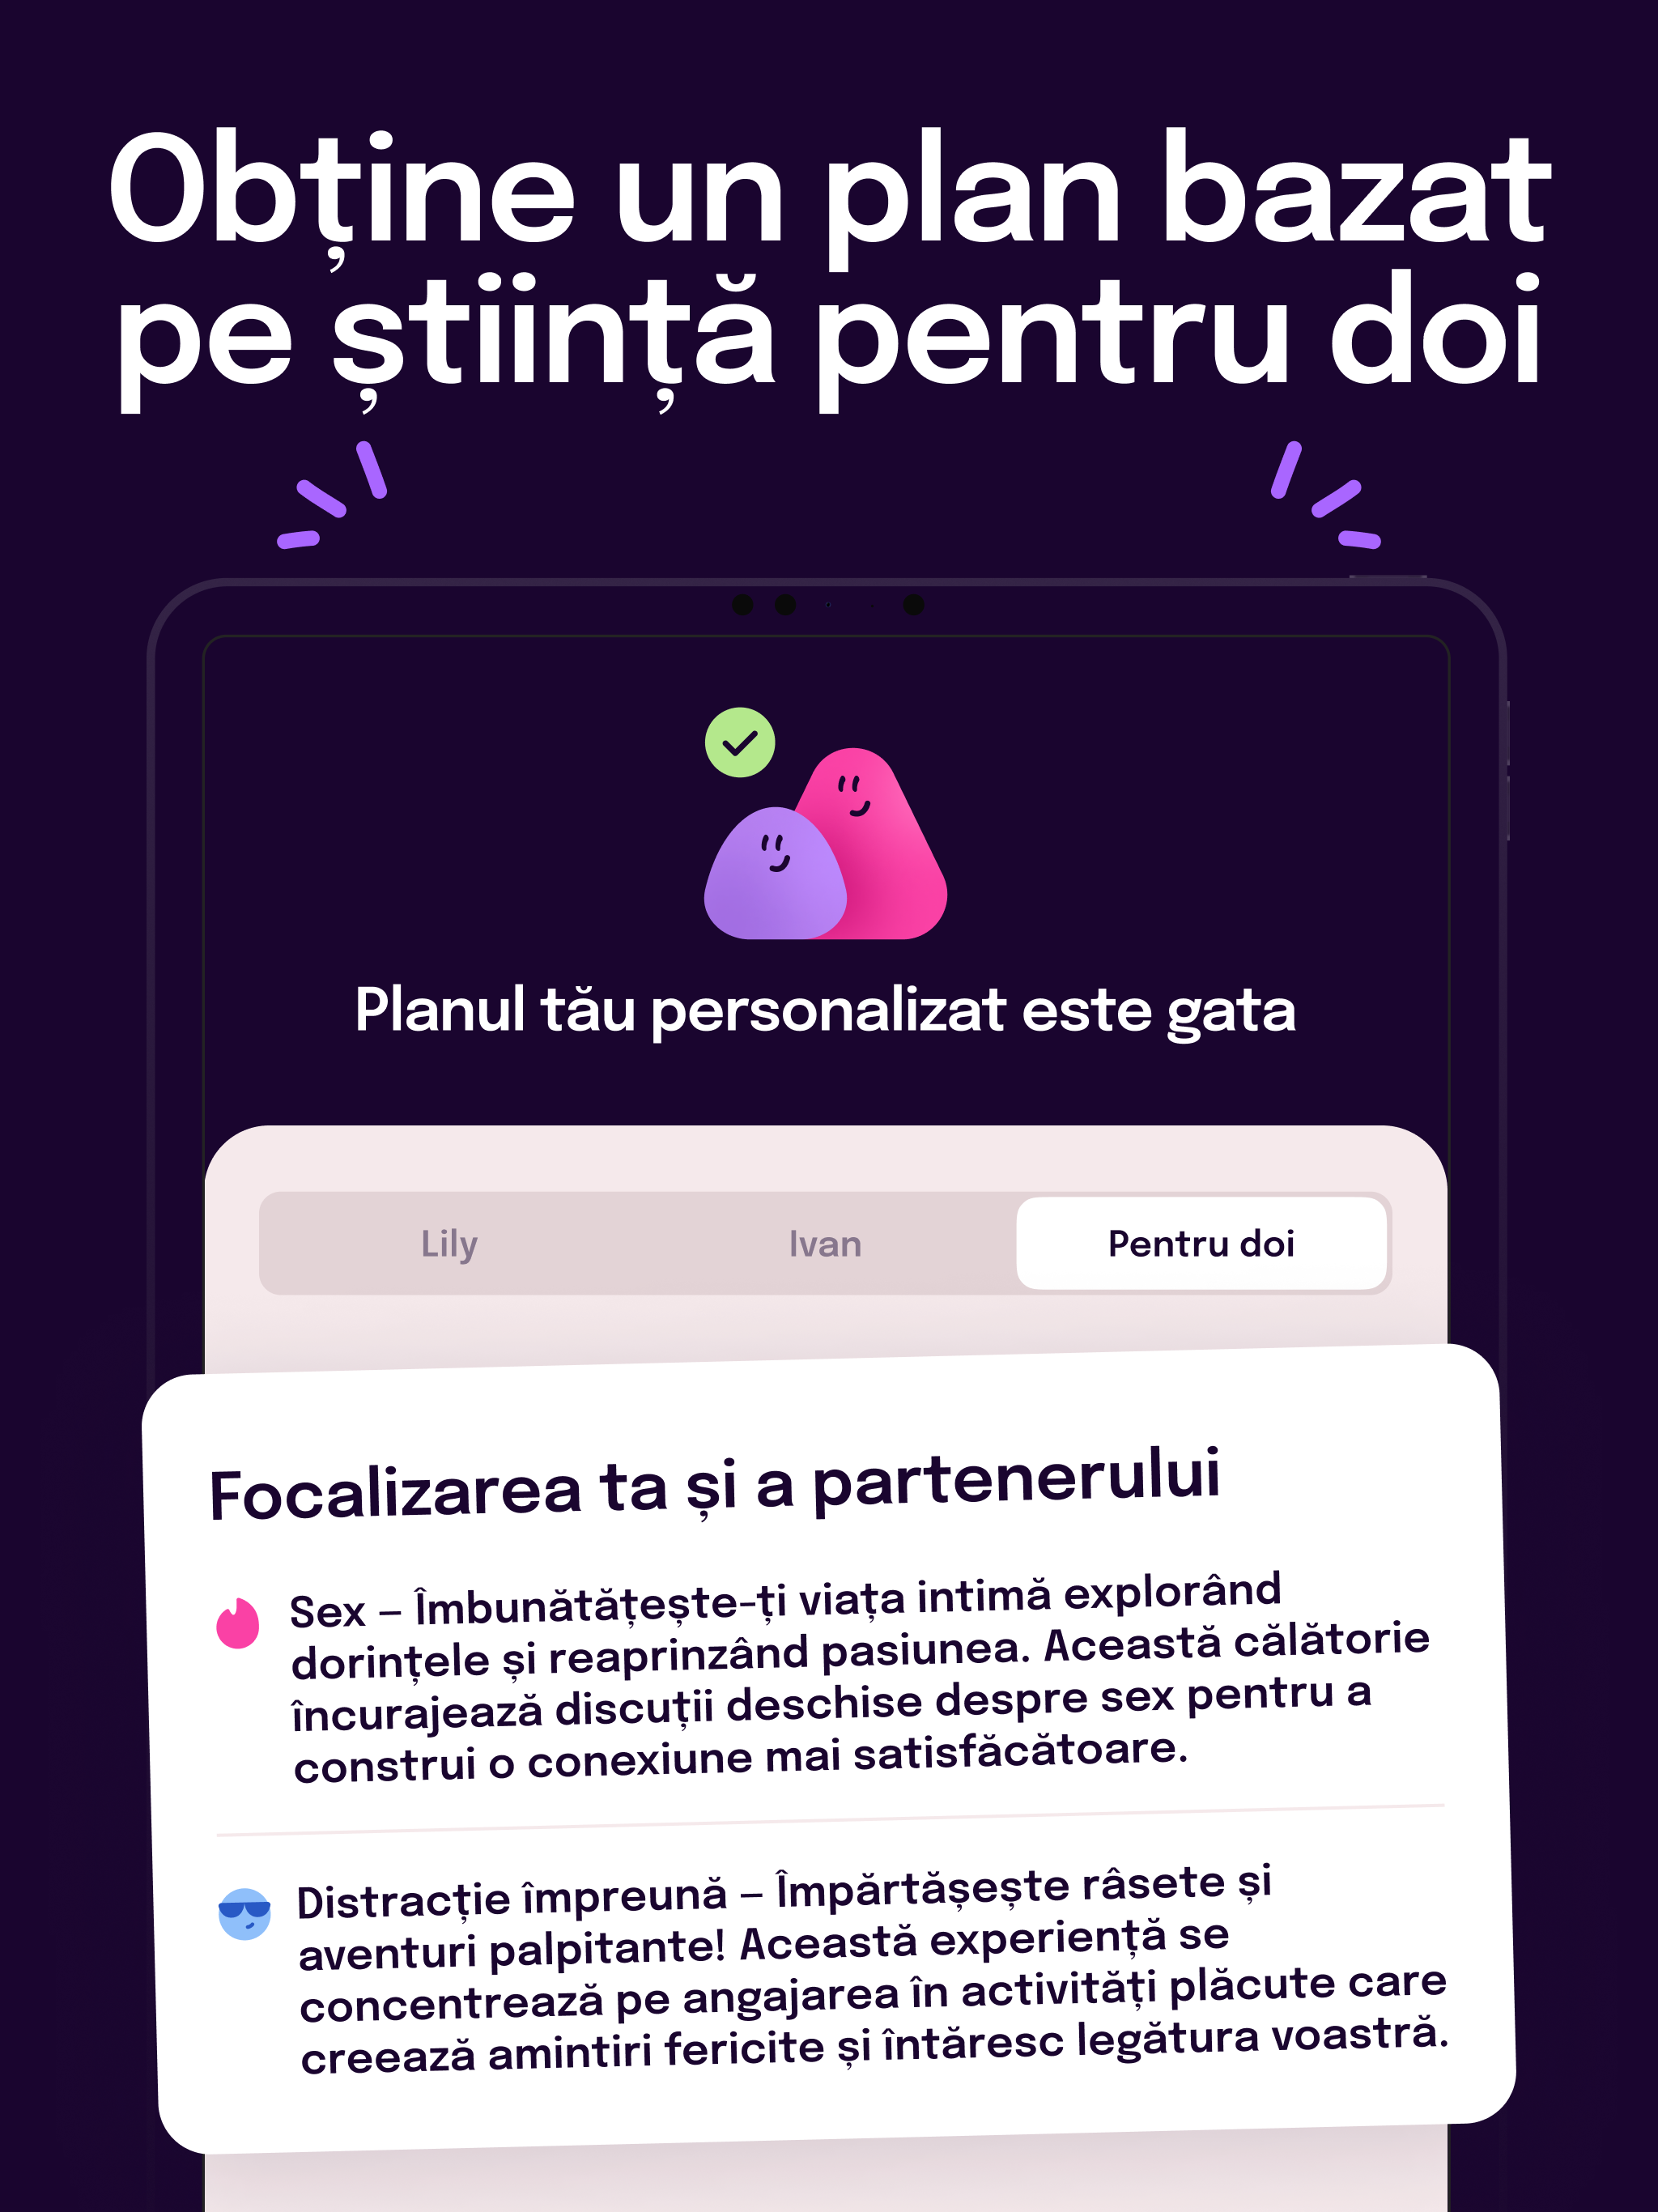 Obține un plan bazat
pe știință pentru doi
Planul tău personalizat este gata
Lily
Ivan
Pentru doi
Focalizarea ta și a partenerului
Sex – Îmbunătățește-ți viața intimă explorând
dorințele și reaprinzând pasiunea. Această călătorie
încurajează discuții deschise despre sex pentru a
construi o conexiune mai satisfăcătoare.
Distracție împreună – Împărtășește râsete și
aventuri palpitante! Această experiență se
concentrează pe angajarea în activități plăcute care
creează amintiri fericite și întăresc legătura voastră.